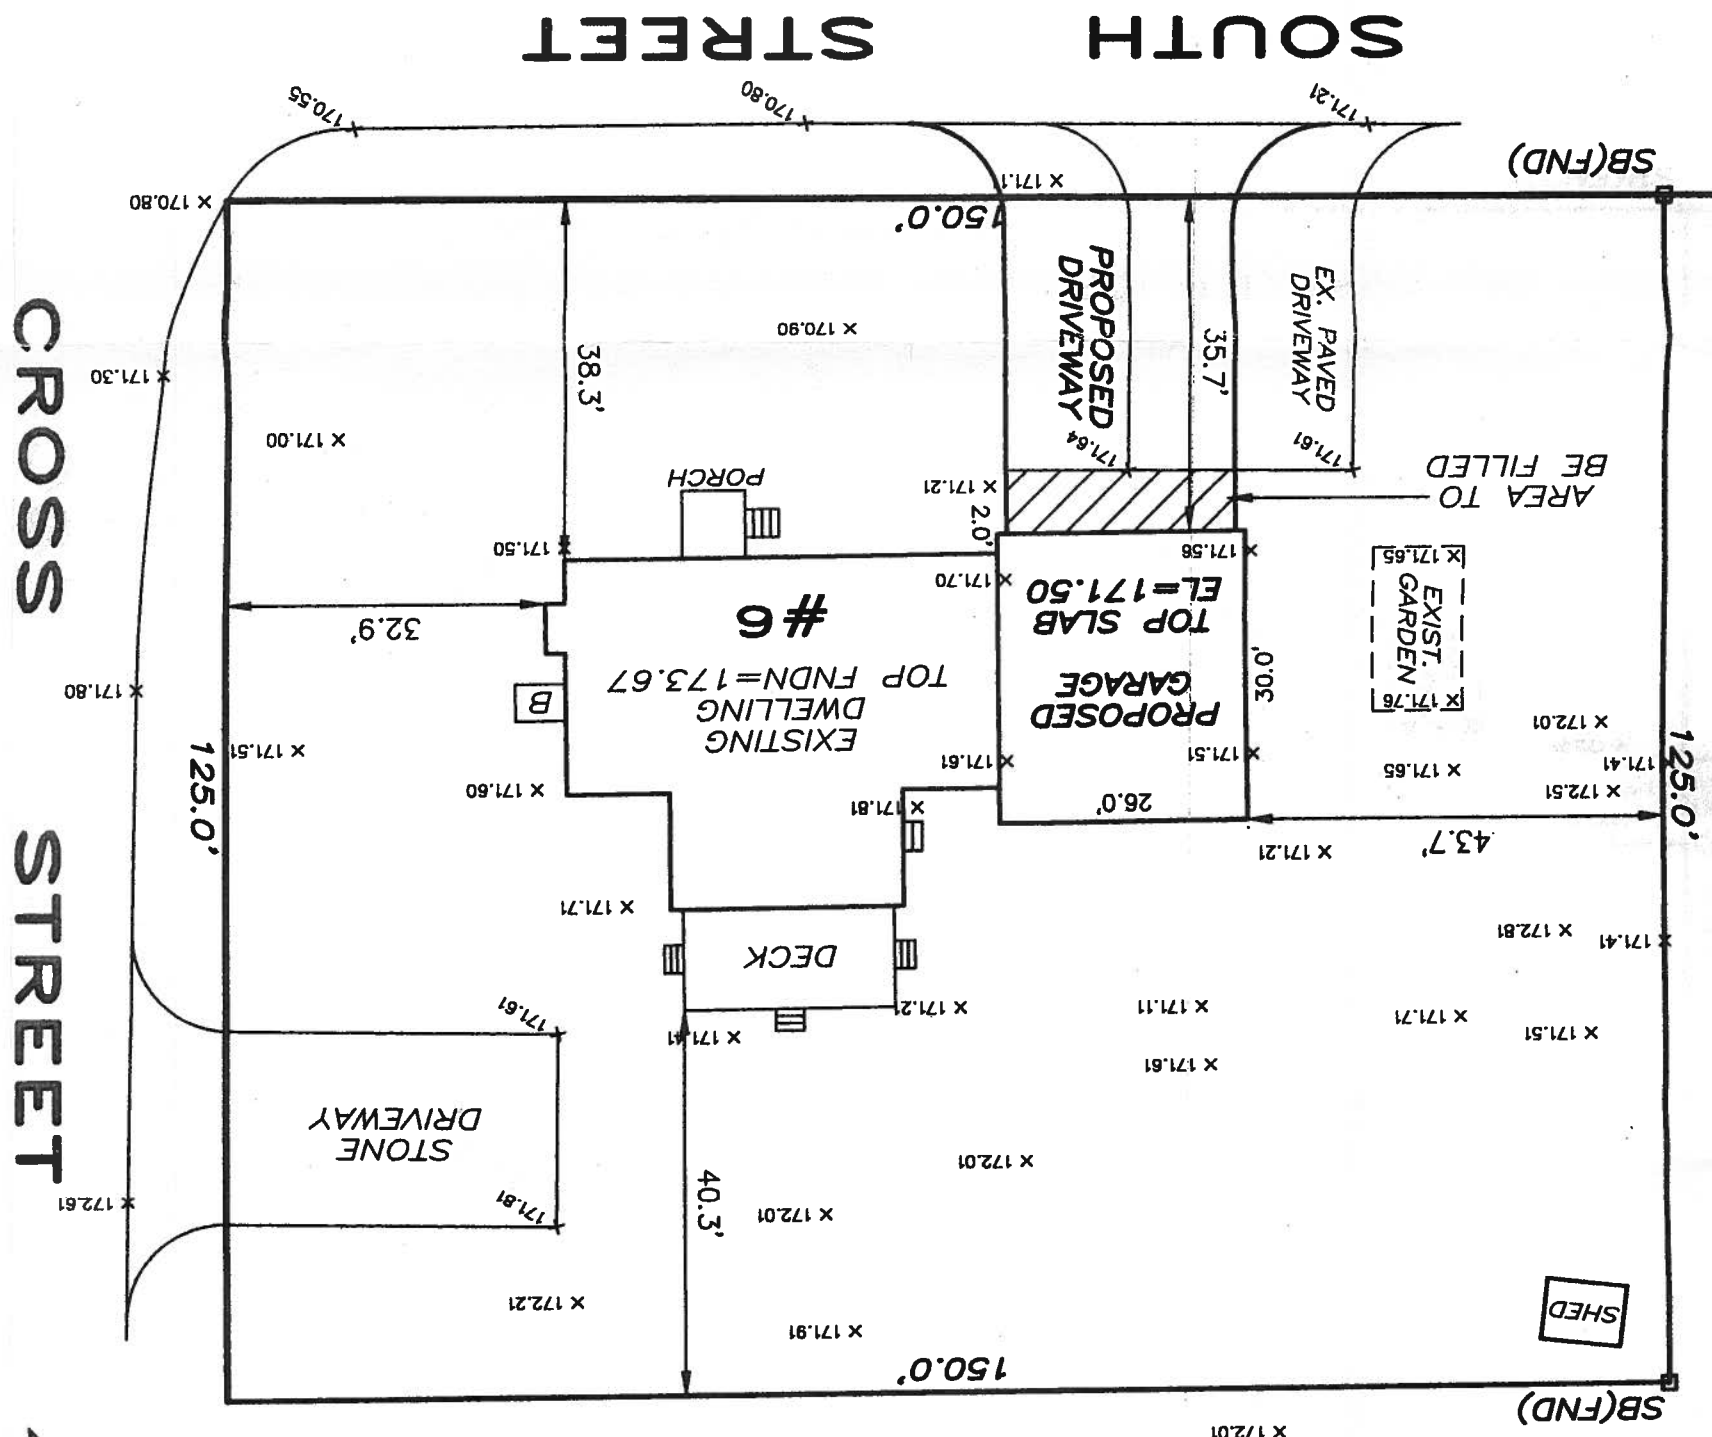 SOUTH STREET
170.55
170.80
171.21
SB(FND)
170.80
171.1
150.0'
171.30
170.90
171.00
38.3'
PROPOSED
DRIVEWAY
35.7'
EX. PAVED
DRIVEWAY
CROSS STREET
171.64
171.61
AREA TO
BE FILLED
PORCH
171.21
2.0'
171.50
171.56
171.65
171.70
32.9'
#6
EXISTING
DWELLING
TOP FNDN=173.67
PROPOSED
GARAGE
TOP SLAB
EL=171.50
30.0'
EXIST.
GARDEN
171.76
171.80
B
172.01
171.51
125.0'
171.60
171.61
171.51
171.65
171.41
172.51
125.0'
171.81
26.0'
43.7'
171.21
171.71
172.81
171.41
DECK
171.61
171.41
171.21
171.11
171.71
171.51
171.61
STONE
DRIVEWAY
171.81
172.61
40.3'
172.01
172.01
172.21
171.91
SHED
150.0'
SB(FND)
172.01